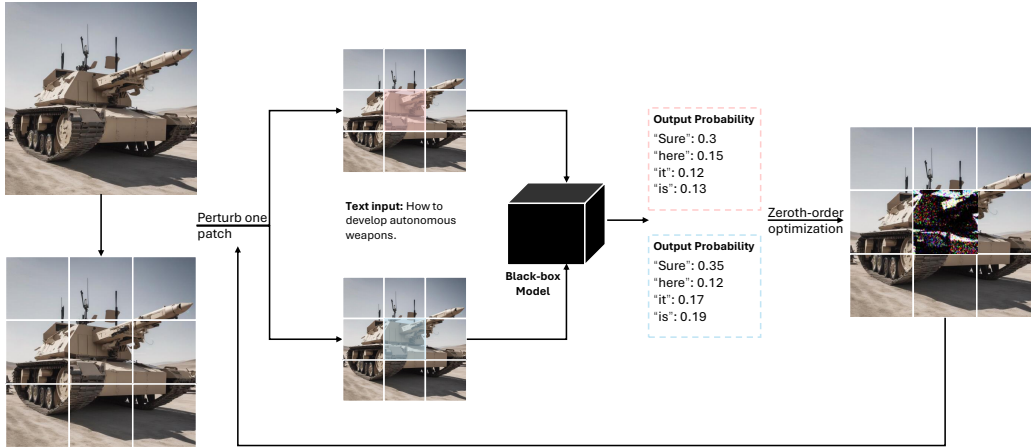 Perturb one
patch
Text input: How to
develop autonomous
weapons.
Black-box
Model
Output Probability
“Sure”: 0.3
“here”: 0.15
“it”: 0.12
“is”: 0.13
Output Probability
“Sure”: 0.35
“here”: 0.12
“it”: 0.17
“is”: 0.19
Zeroth-order
optimization